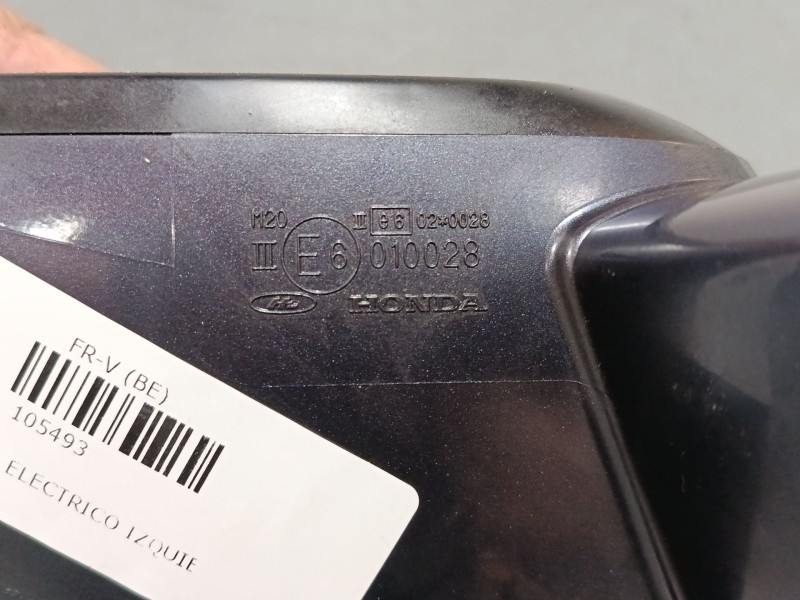 M20 II e6 02*0028
III E6 010028
HONDA
FR-V (BE)
105493
ELECTRICO IZQUIE